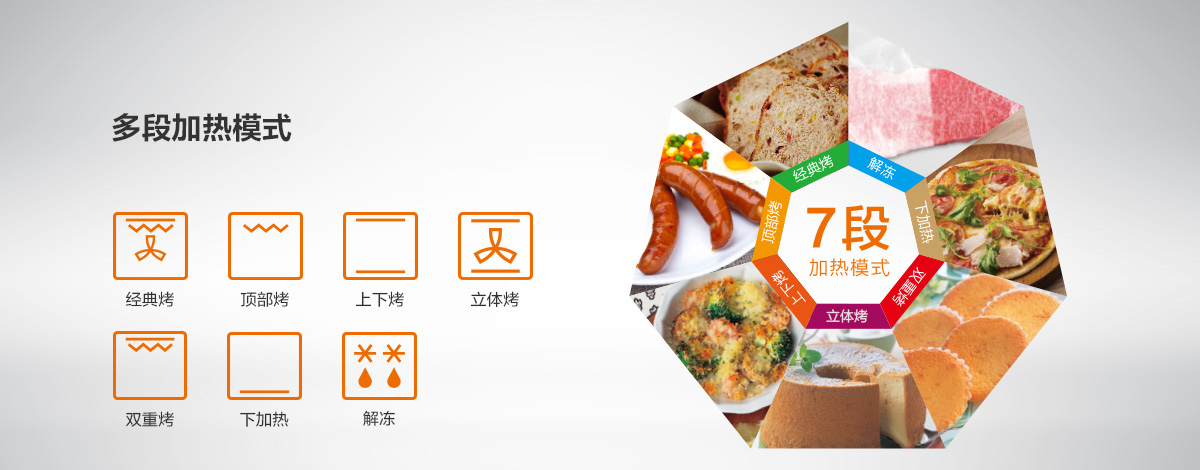 多段加热模式
经典烤
顶部烤
上下烤
立体烤
双重烤
下加热
解冻
经典烤
解冻
下加热
双重烤
立体烤
上下烤
顶部烤
7段
加热模式